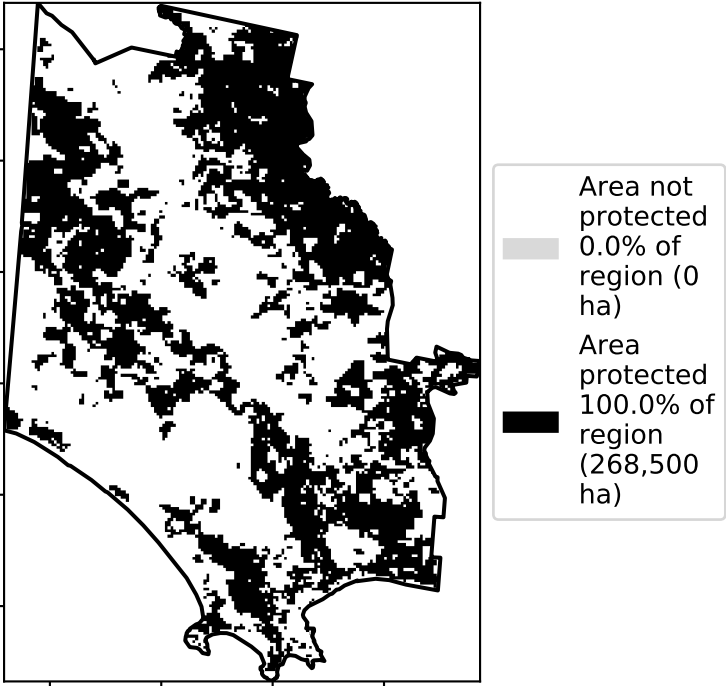 Area not
protected
0.0% of
region (0
ha)
Area
protected
100.0% of
region
(268,500
ha)